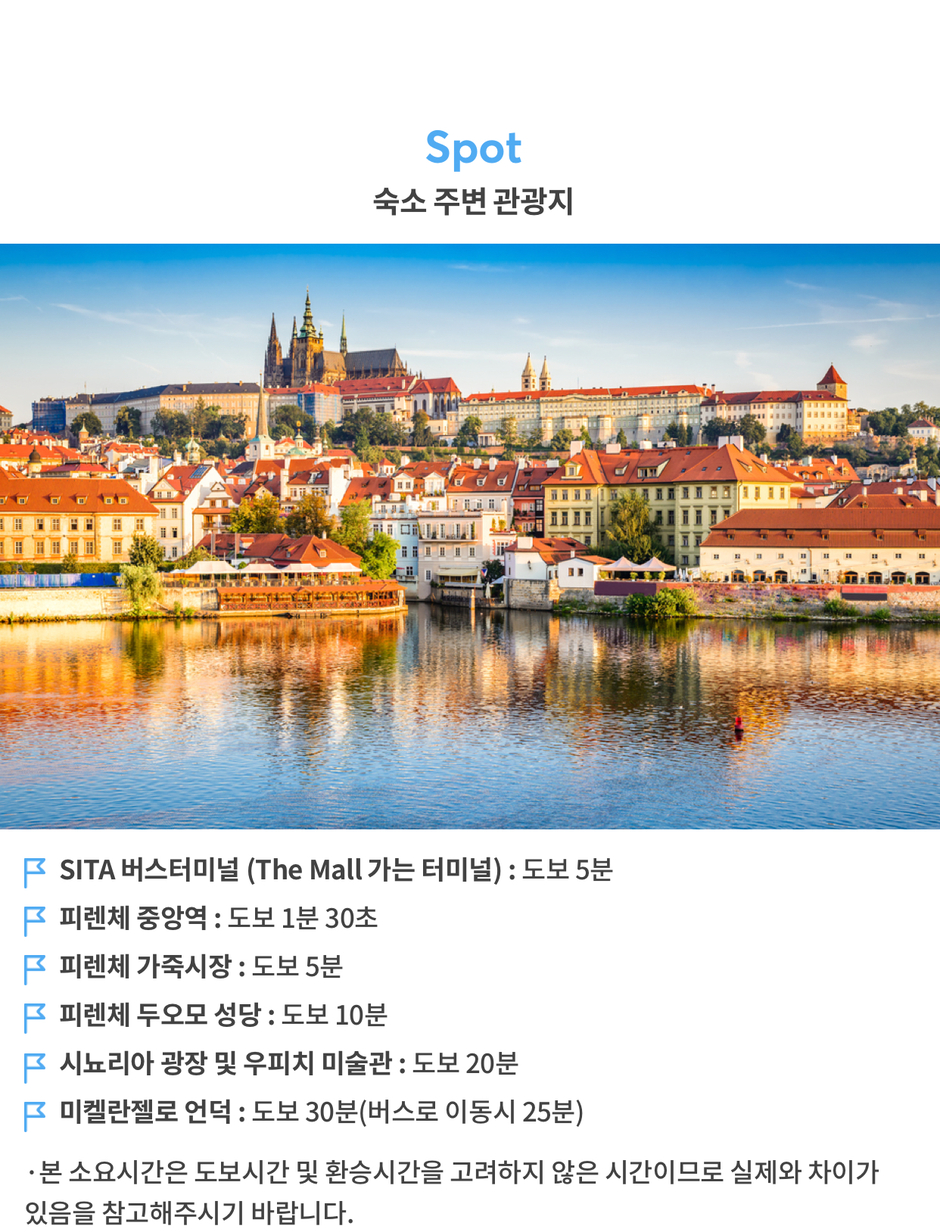 Spot
숙소 주변 관광지
SITA 버스터미널 (The Mall 가는 터미널) : 도보 5분
피렌체 중앙역 : 도보 1분 30초
피렌체 가죽시장 : 도보 5분
피렌체 두오모 성당 : 도보 10분
시뇨리아 광장 및 우피치 미술관 : 도보 20분
미켈란젤로 언덕 : 도보 30분(버스로 이동시 25분)
·본 소요시간은 도보시간 및 환승시간을 고려하지 않은 시간이므로 실제와 차이가
있음을 참고해주시기 바랍니다.